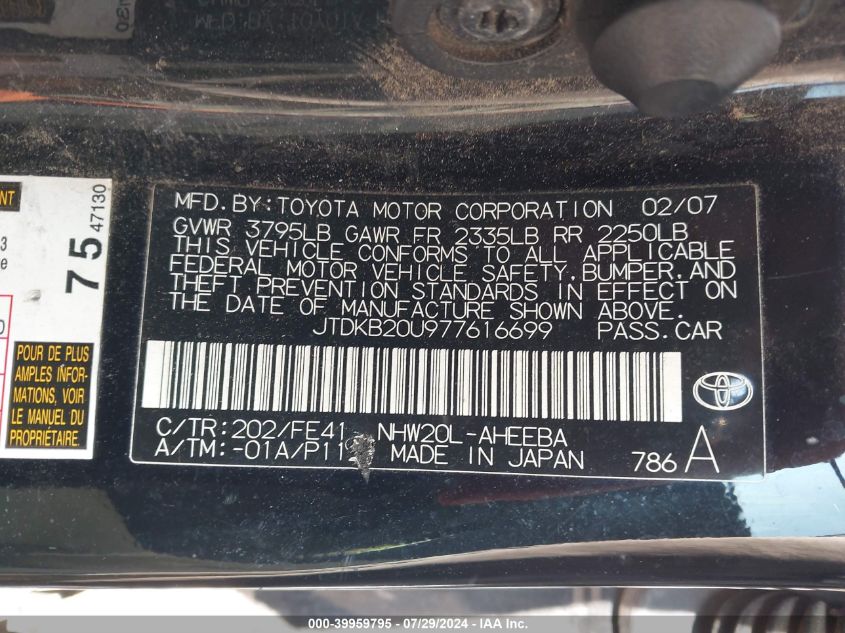 ENT
75
47130
3
e
POUR DE PLUS
AMPLES INFOR-
MATIONS, VOIR
LE MANUEL DU
PROPRIÉTAIRE.
MFD.BY:TOYOTA MOTOR CORPORATION 02/07
GVWR 3795LB GAWR FR 2335LB RR 2250LB
THIS VEHICLE CONFORMS TO ALL APPLICABLE
FEDERAL MOTOR VEHICLE SAFETY,BUMPER,AND
THEFT PREVENTION STANDARDS IN EFFECT ON
THE DATE OF MANUFACTURE SHOWN ABOVE.
JTDKB20U977616699 PASS.CAR
C/TR:202/FE41 NHW20L-AHEEBA
A/TM:-01A/P11 MADE IN JAPAN 786 A
000-39959795 - 07/29/2024 - IAA Inc.